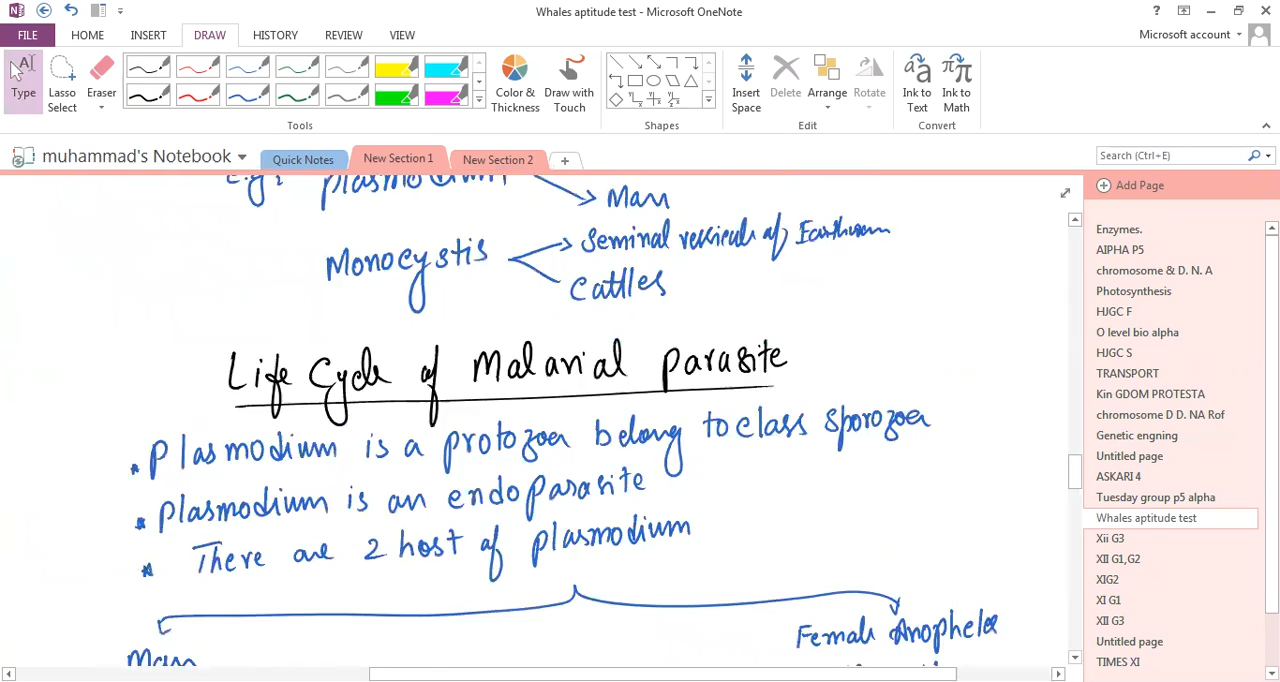 Whales aptitude test - Microsoft OneNote
FILE HOME INSERT DRAW HISTORY REVIEW VIEW
Microsoft account
Type
Lasso Select
Eraser
Color & Thickness
Draw with Touch
Insert Space
Delete
Arrange
Rotate
Ink to Text
Ink to Math
Tools
Shapes
Edit
Convert
muhammad's Notebook
Quick Notes
New Section 1
New Section 2
Search (Ctrl+E)
E.g: Plasmodium
Man
Monocystis
Seminal vesicule of Earthworm
Cattles
Life Cycle of Malarial Parasite
Plasmodium is a protozoa belong to class sporozoa
Plasmodium is an endoparasite
There are 2 host of plasmodium
Man
Female Anopheles
Add Page
Enzymes.
AlPHA P5
chromosome & D. N. A
Photosynthesis
HJGC F
O level bio alpha
HJGC S
TRANSPORT
Kin GDOM PROTESTA
chromosome D D. NA Rof
Genetic engning
Untitled page
ASKARI 4
Tuesday group p5 alpha
Whales aptitude test
Xii G3
XII G1,G2
XIG2
XI G1
XII G3
Untitled page
TIMES XI